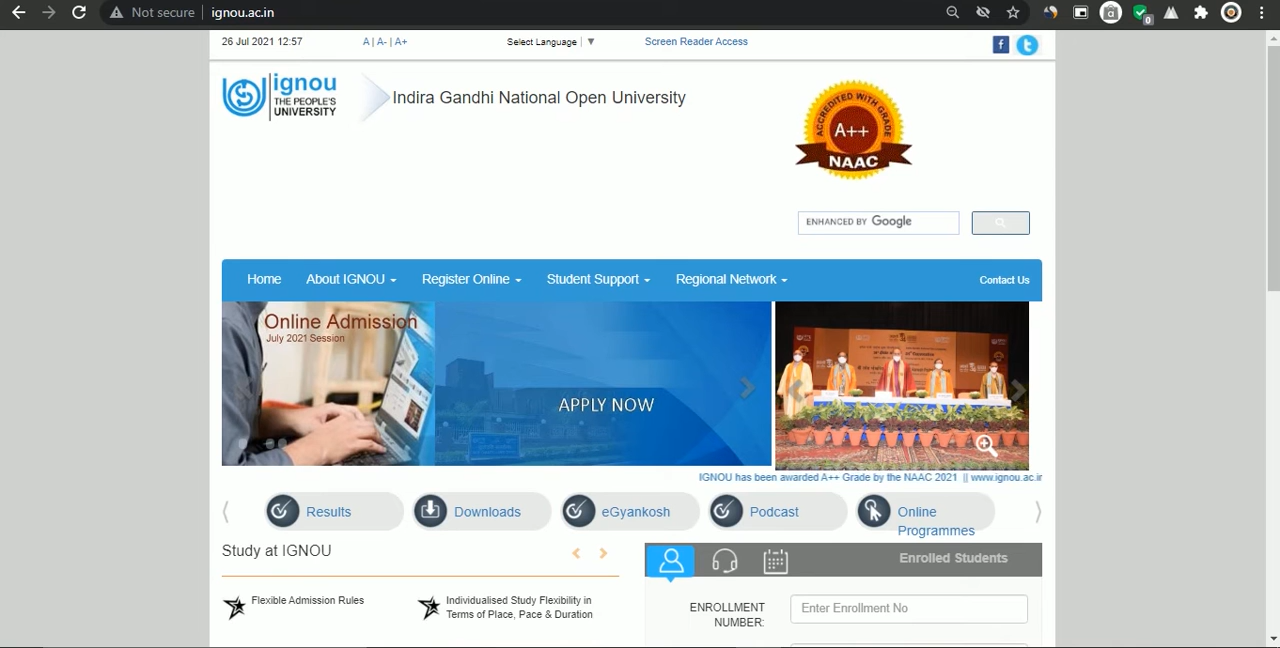 Not secure
ignou.ac.in
0
26 Jul 2021 12:57
A | A- | A+
Select Language ▼
Screen Reader Access
ignou
THE PEOPLE'S
UNIVERSITY
Indira Gandhi National Open University
ACCREDITED WITH GRADE
A++
NAAC
ENHANCED BY Google
Home
About IGNOU
Register Online
Student Support
Regional Network
Contact Us
Online Admission
July 2021 Session
APPLY NOW
IGNOU has been awarded A++ Grade by the NAAC 2021 || www.ignou.ac.in
Results
Downloads
eGyankosh
Podcast
Online
Programmes
Study at IGNOU
Enrolled Students
Flexible Admission Rules
Individualised Study Flexibility in
Terms of Place, Pace & Duration
ENROLLMENT
NUMBER:
Enter Enrollment No